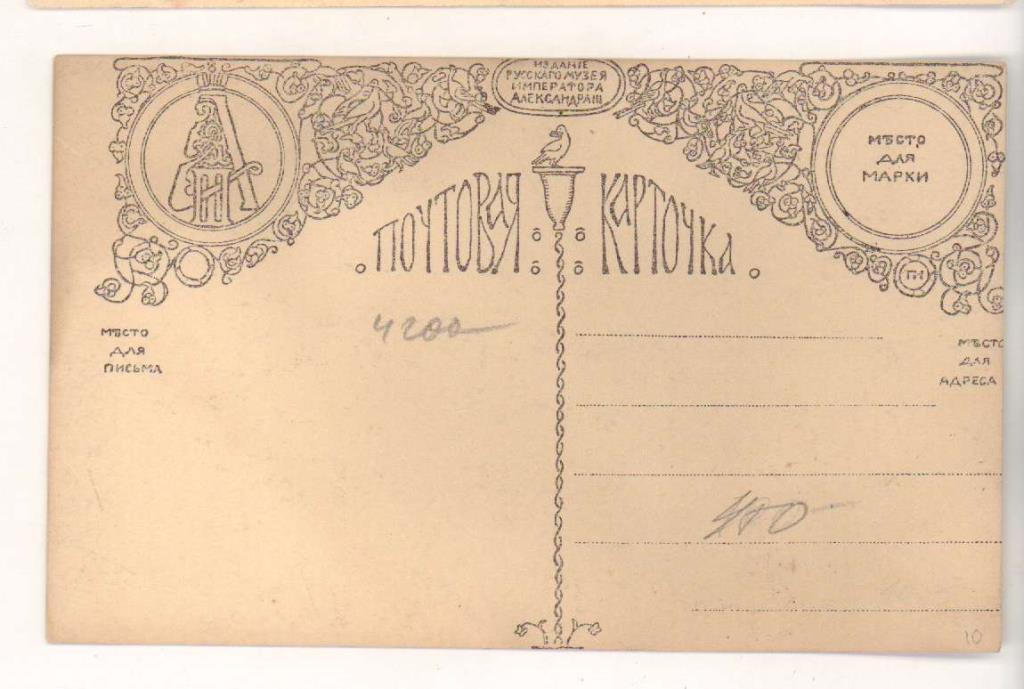 ИЗДАНІЕ
РУССКАГО МУЗЕЯ
ИМПЕРАТОРА
АЛЕКСАНДРА III
МѢСТО
ДЛЯ
МАРКИ
ПОЧТОВАЯ КАРТОЧКА
МѢСТО
ДЛЯ
ПИСЬМА
4200
МѢСТО
ДЛЯ
АДРЕСА
10